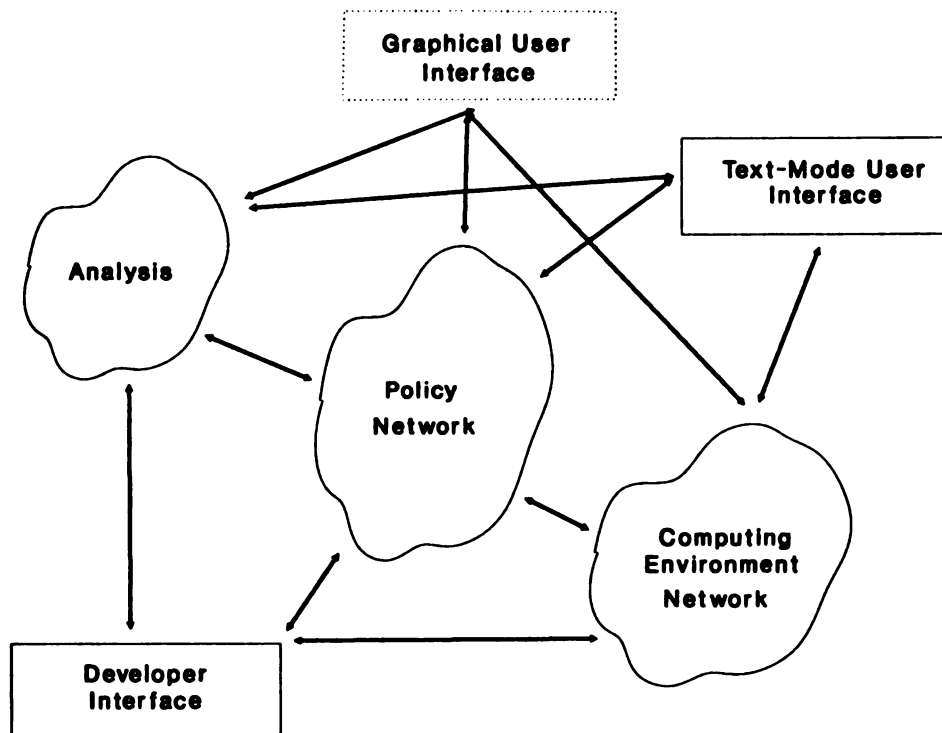 Graphical User
Interface
Text-Mode User
Interface
Analysis
Policy
Network
Computing
Environment
Network
Developer
Interface